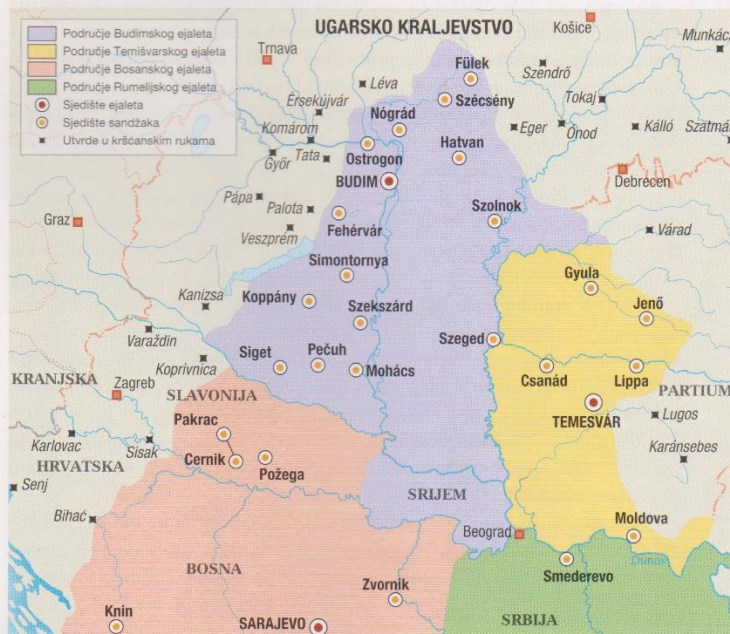 UGARSKO KRALJEVSTVO
Područje Budimskog ejaleta
Područje Temišvarskog ejaleta
Područje Bosanskog ejaleta
Područje Rumelijskog ejaleta
Sjedište ejaleta
Sjedište sandžaka
Utvrde u kršćanskim rukama
Trnava
Košice
Munkács
Léva
Fülek
Szendrő
Érsekújvár
Szécsény
Tokaj
Nógrád
Komárom
Eger
Ónod
Kálló
Szatmár
Győr
Tata
Ostrogon
Hatvan
BUDIM
Debrecen
Pápa
Palota
Graz
Fehérvár
Szolnok
Várad
Veszprém
Simontornya
Gyula
Kanizsa
Koppány
Jenő
Szekszárd
Varaždin
Szeged
Koprivnica
Siget
Pečuh
Mohács
Csanád
Lippa
KRANJSKA
Zagreb
SLAVONIJA
PARTIUM
TEMESVÁR
Lugos
Pakrac
Karlovac
Sisak
Cernik
Požega
Karánsebes
HRVATSKA
Senj
SRIJEM
Bihać
Beograd
Moldova
Dunav
BOSNA
Smederevo
Zvornik
Knin
SARAJEVO
SRBIJA